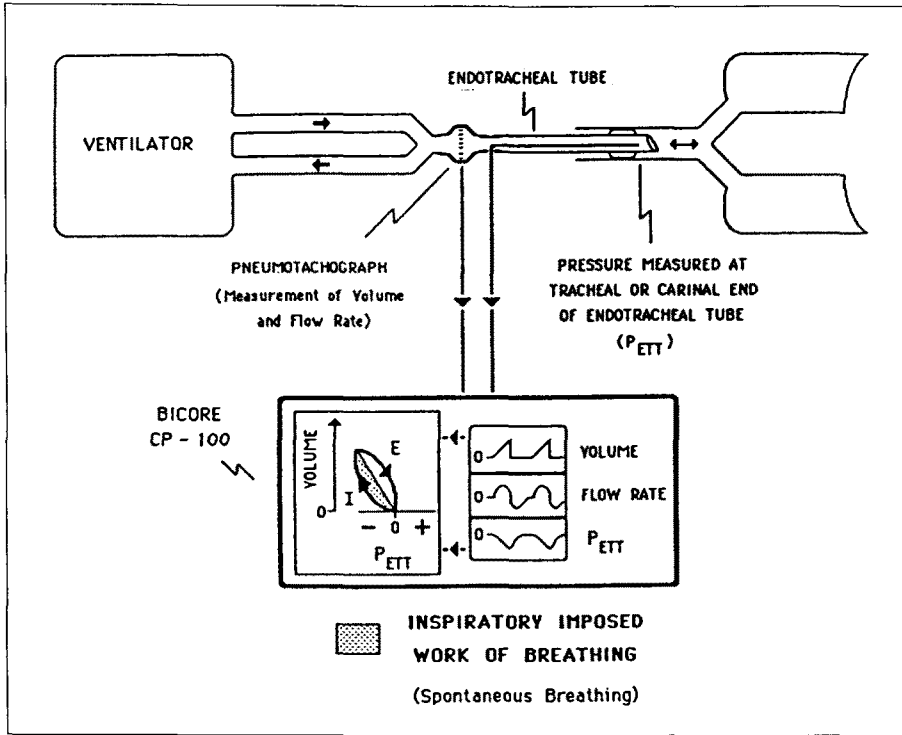 ENDOTRACHEAL TUBE
VENTILATOR
PNEUMOTACHOGRAPH
(Measurement of Volume
and Flow Rate)
PRESSURE MEASURED AT
TRACHEAL OR CARINAL END
OF ENDOTRACHEAL TUBE
(PETT)
BICORE
CP - 100
VOLUME
E
I
0
- 0 +
PETT
0 VOLUME
0 FLOW RATE
0 PETT
INSPIRATORY IMPOSED
WORK OF BREATHING
(Spontaneous Breathing)